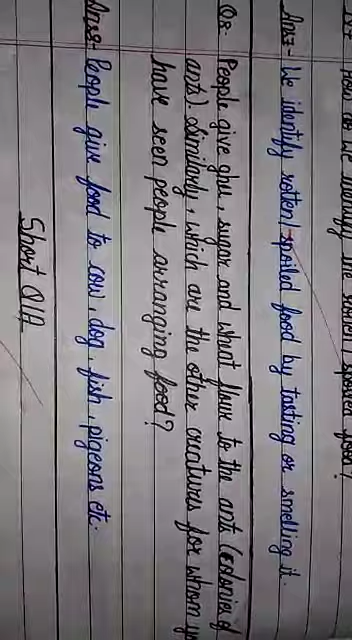 How do we identify the rotten/spoiled food?
Ans7- We identify rotten/spoiled food by tasting or smelling it.
Q8- People give ghee, sugar and wheat flour to the ants (colonies of
ants). Similarly, which are the other creatures for whom
have seen people arranging food?
Ans8- People give food to cow, dog, fish, pigeons etc.
Short Q/A